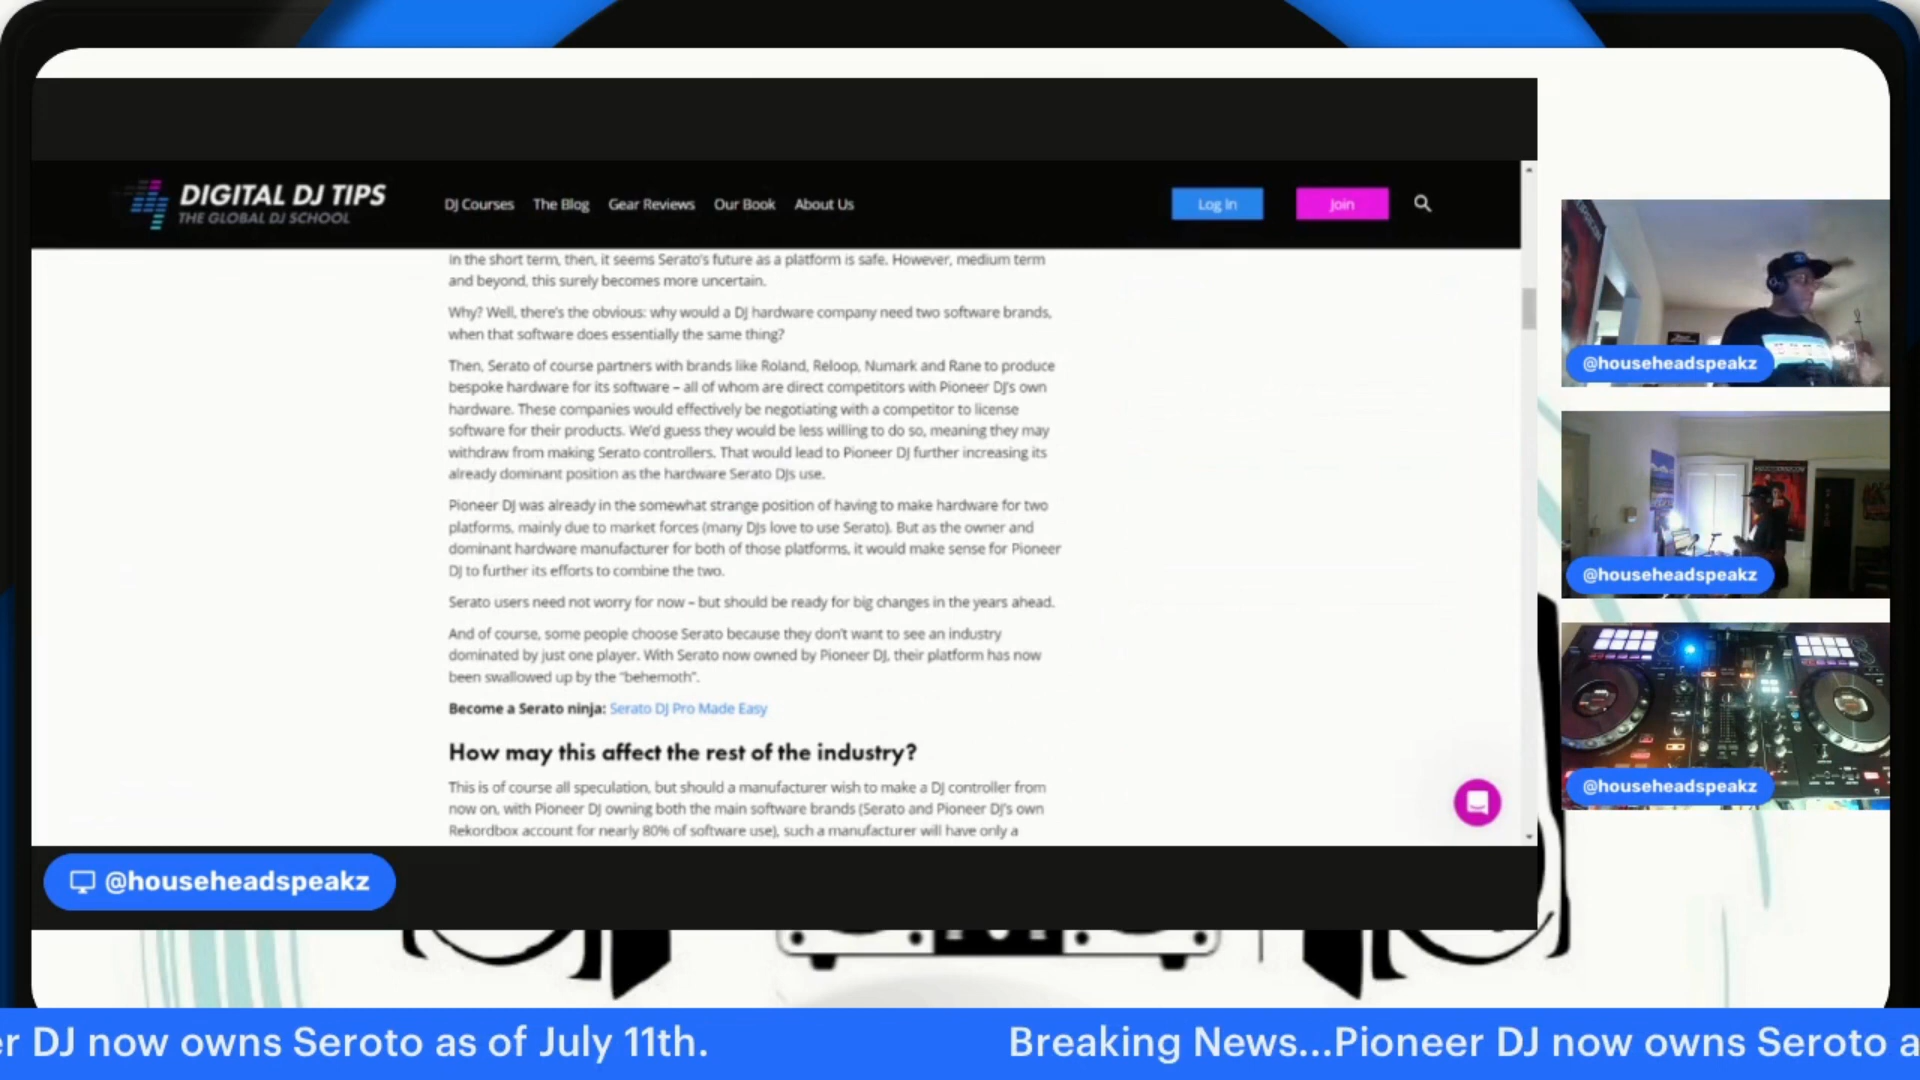 DIGITAL DJ TIPS
THE GLOBAL DJ SCHOOL
DJ Courses The Blog Gear Reviews Our Book About Us
Log In
Join
in the short term, then, it seems Serato's future as a platform is safe. However, medium term
and beyond, this surely becomes more uncertain.
Why? Well, there's the obvious: why would a DJ hardware company need two software brands,
when that software does essentially the same thing?
Then, Serato of course partners with brands like Roland, Reloop, Numark and Rane to produce
bespoke hardware for its software – all of whom are direct competitors with Pioneer DJ's own
hardware. These companies would effectively be negotiating with a competitor to license
software for their products. We'd guess they would be less willing to do so, meaning they may
withdraw from making Serato controllers. That would lead to Pioneer DJ further increasing its
already dominant position as the hardware Serato DJs use.
Pioneer DJ was already in the somewhat strange position of having to make hardware for two
platforms, mainly due to market forces (many DJs love to use Serato). But as the owner and
dominant hardware manufacturer for both of those platforms, it would make sense for Pioneer
DJ to further its efforts to combine the two.
Serato users need not worry for now – but should be ready for big changes in the years ahead.
And of course, some people choose Serato because they don't want to see an industry
dominated by just one player. With Serato now owned by Pioneer DJ, their platform has now
been swallowed up by the "behemoth".
Become a Serato ninja: Serato DJ Pro Made Easy
How may this affect the rest of the industry?
This is of course all speculation, but should a manufacturer wish to make a DJ controller from
now on, with Pioneer DJ owning both the main software brands (Serato and Pioneer DJ's own
Rekordbox account for nearly 80% of software use), such a manufacturer will have only a
@househeadspeakz
@househeadspeakz
@househeadspeakz
@househeadspeakz
er DJ now owns Seroto as of July 11th.
Breaking News...Pioneer DJ now owns Seroto a